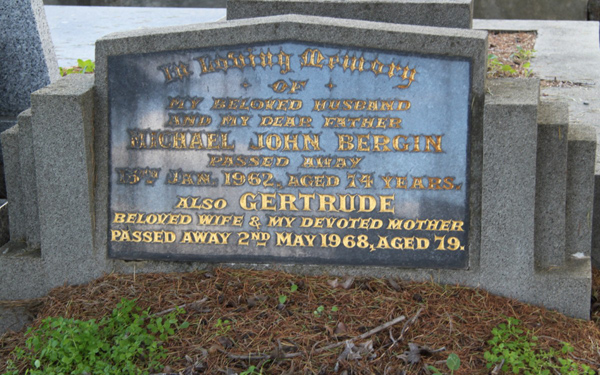 In Loving Memory
OF
MY BELOVED HUSBAND
AND MY DEAR FATHER
MICHAEL JOHN BERGIN
PASSED AWAY
13TH JAN. 1962, AGED 74 YEARS.
ALSO GERTRUDE
BELOVED WIFE & MY DEVOTED MOTHER
PASSED AWAY 2ND MAY 1968, AGED 79.